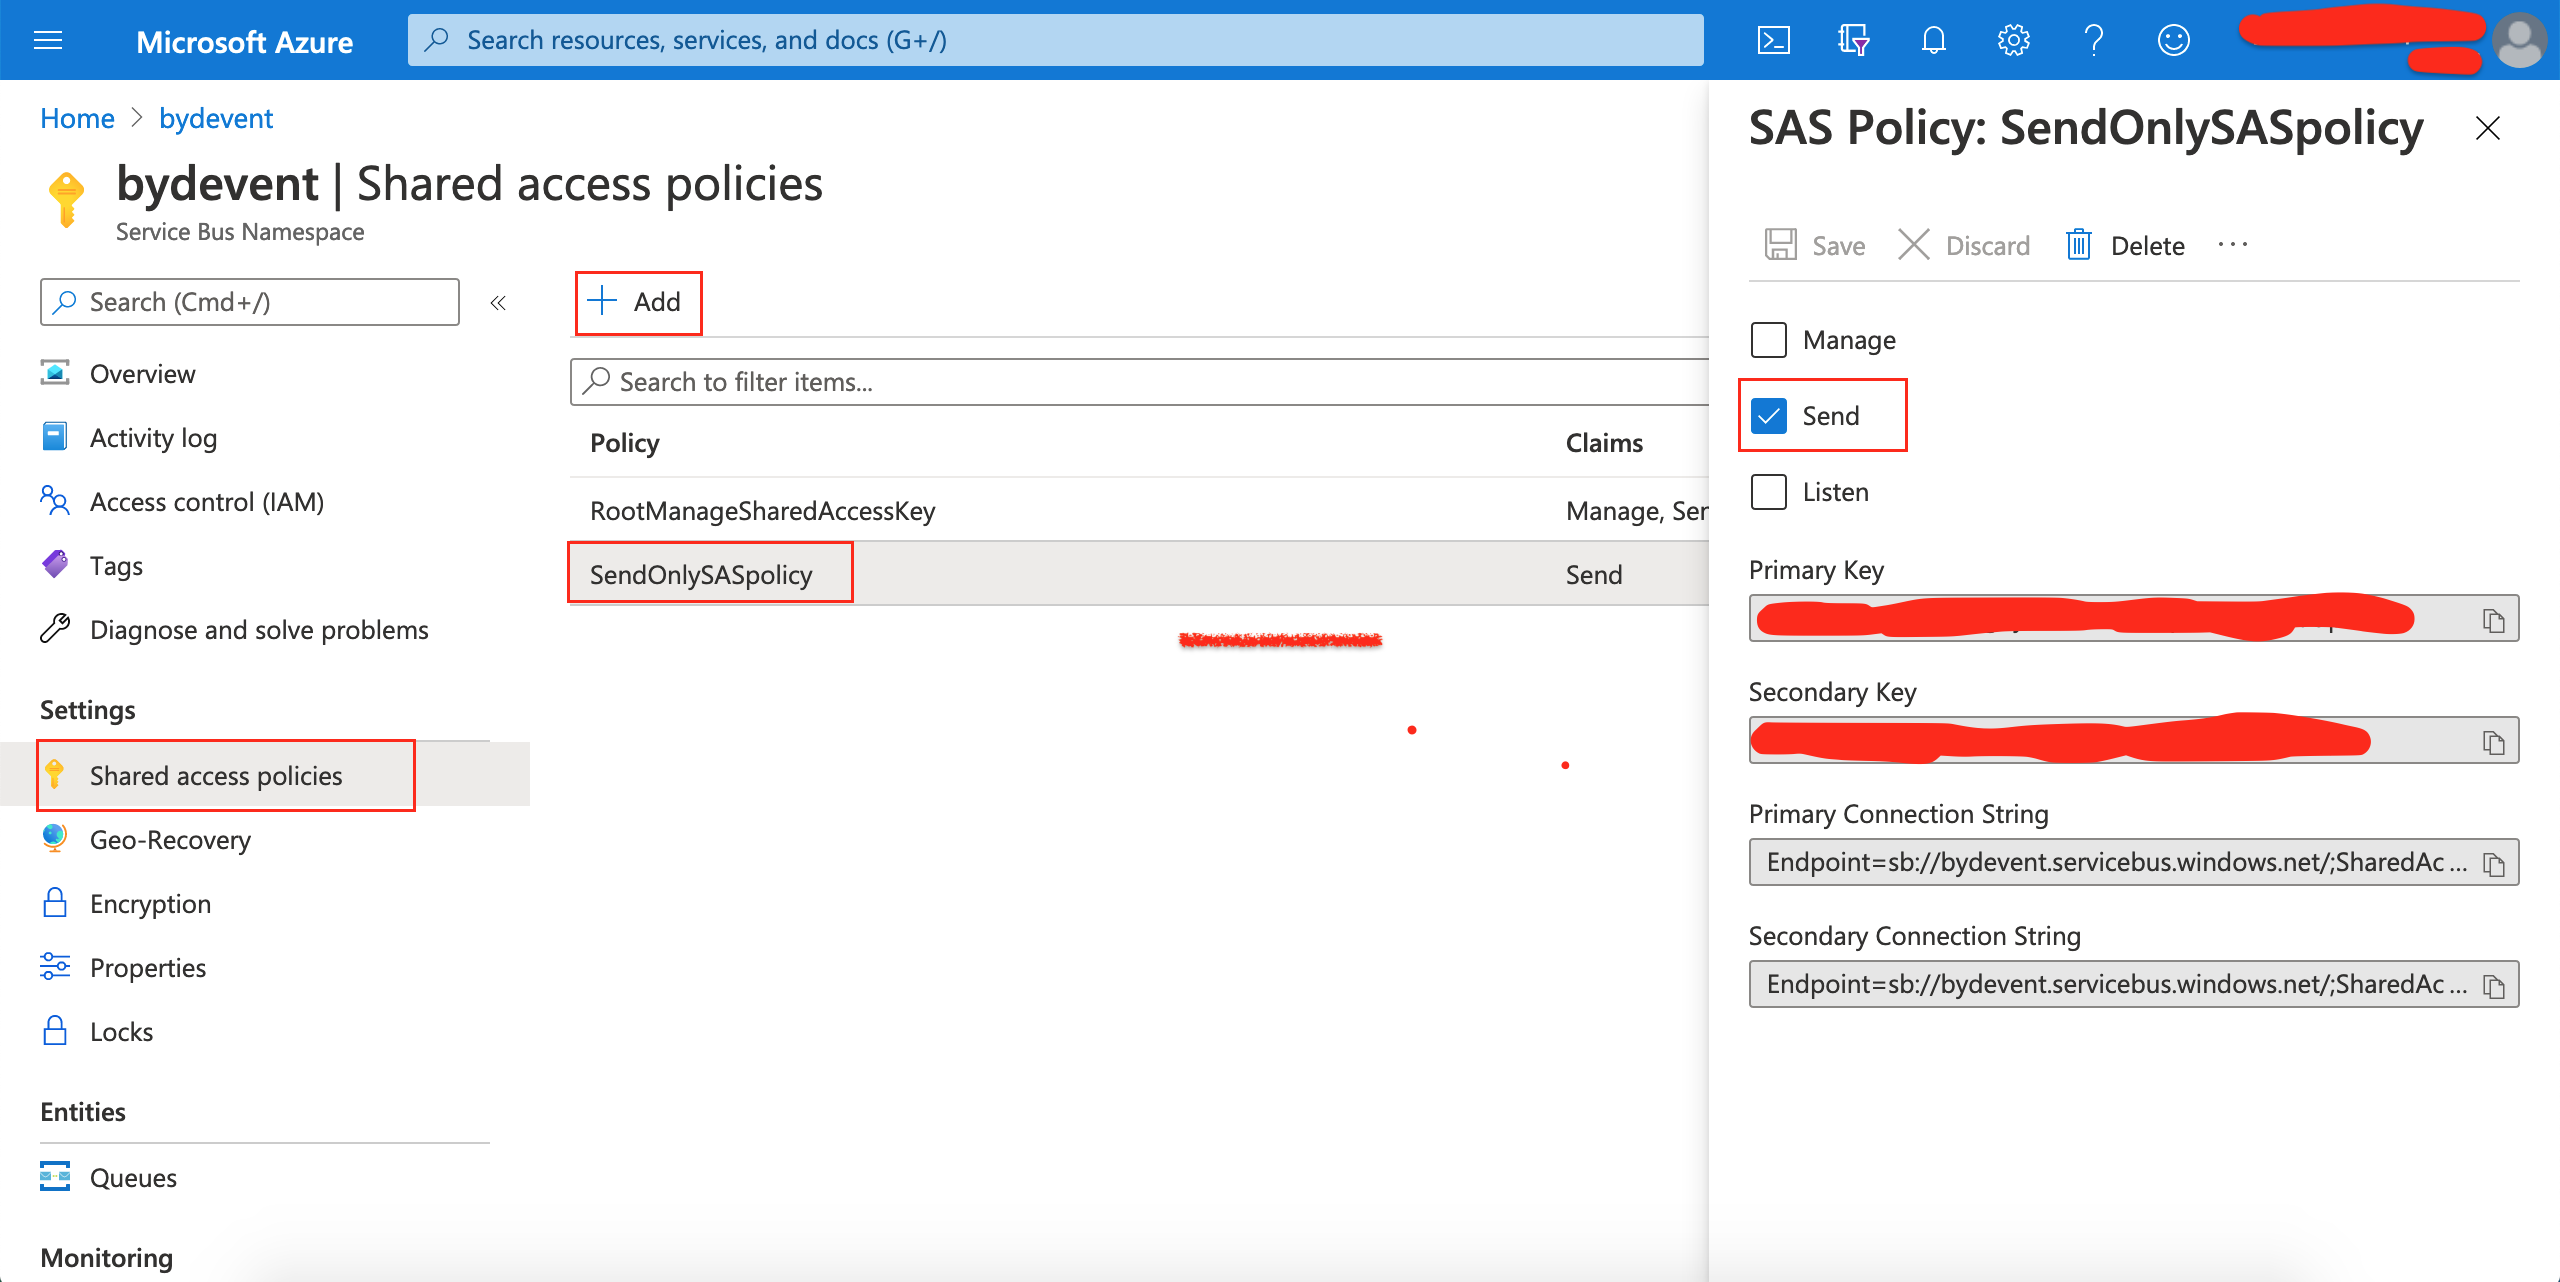 Microsoft Azure
Search resources, services, and docs (G+/)
Home > bydevent
bydevent | Shared access policies
Service Bus Namespace
Search (Cmd+/)
«
Overview
Activity log
Access control (IAM)
Tags
Diagnose and solve problems
Settings
Shared access policies
Geo-Recovery
Encryption
Properties
Locks
Entities
Queues
Monitoring
+ Add
Search to filter items...
Policy Claims
RootManageSharedAccessKey Manage, Ser
SendOnlySASpolicy Send
SAS Policy: SendOnlySASpolicy
Save Discard Delete ...
Manage
Send
Listen
Primary Key
Secondary Key
Primary Connection String
Endpoint=sb://bydevent.servicebus.windows.net/;SharedAc ...
Secondary Connection String
Endpoint=sb://bydevent.servicebus.windows.net/;SharedAc ...